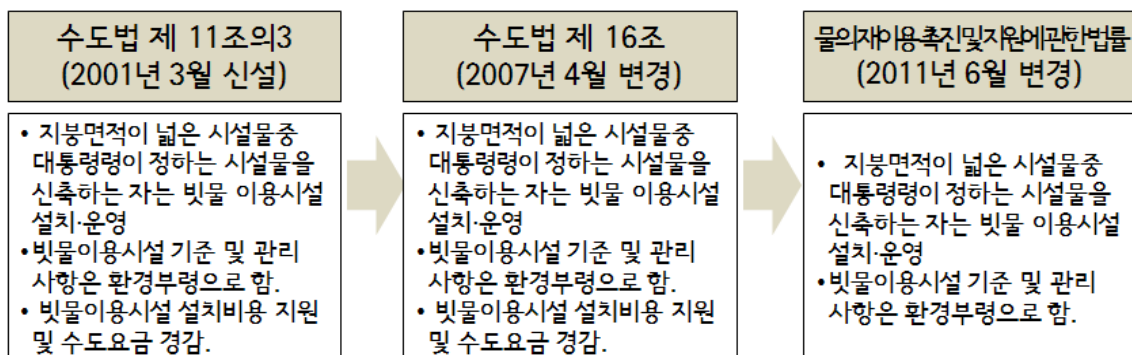 수도법 제 11조의3
(2001년 3월 신설)
• 지붕면적이 넓은 시설물중
대통령령이 정하는 시설물을
신축하는 자는 빗물 이용시설
설치·운영
•빗물이용시설 기준 및 관리
사항은 환경부령으로 함.
• 빗물이용시설 설치비용 지원
및 수도요금 경감.
수도법 제 16조
(2007년 4월 변경)
• 지붕면적이 넓은 시설물중
대통령령이 정하는 시설물을
신축하는 자는 빗물 이용시설
설치·운영
•빗물이용시설 기준 및 관리
사항은 환경부령으로 함.
• 빗물이용시설 설치비용 지원
및 수도요금 경감.
물의재이용촉진및지원에관한법률
(2011년 6월 변경)
• 지붕면적이 넓은 시설물중
대통령령이 정하는 시설물을
신축하는 자는 빗물 이용시설
설치·운영
•빗물이용시설 기준 및 관리
사항은 환경부령으로 함.